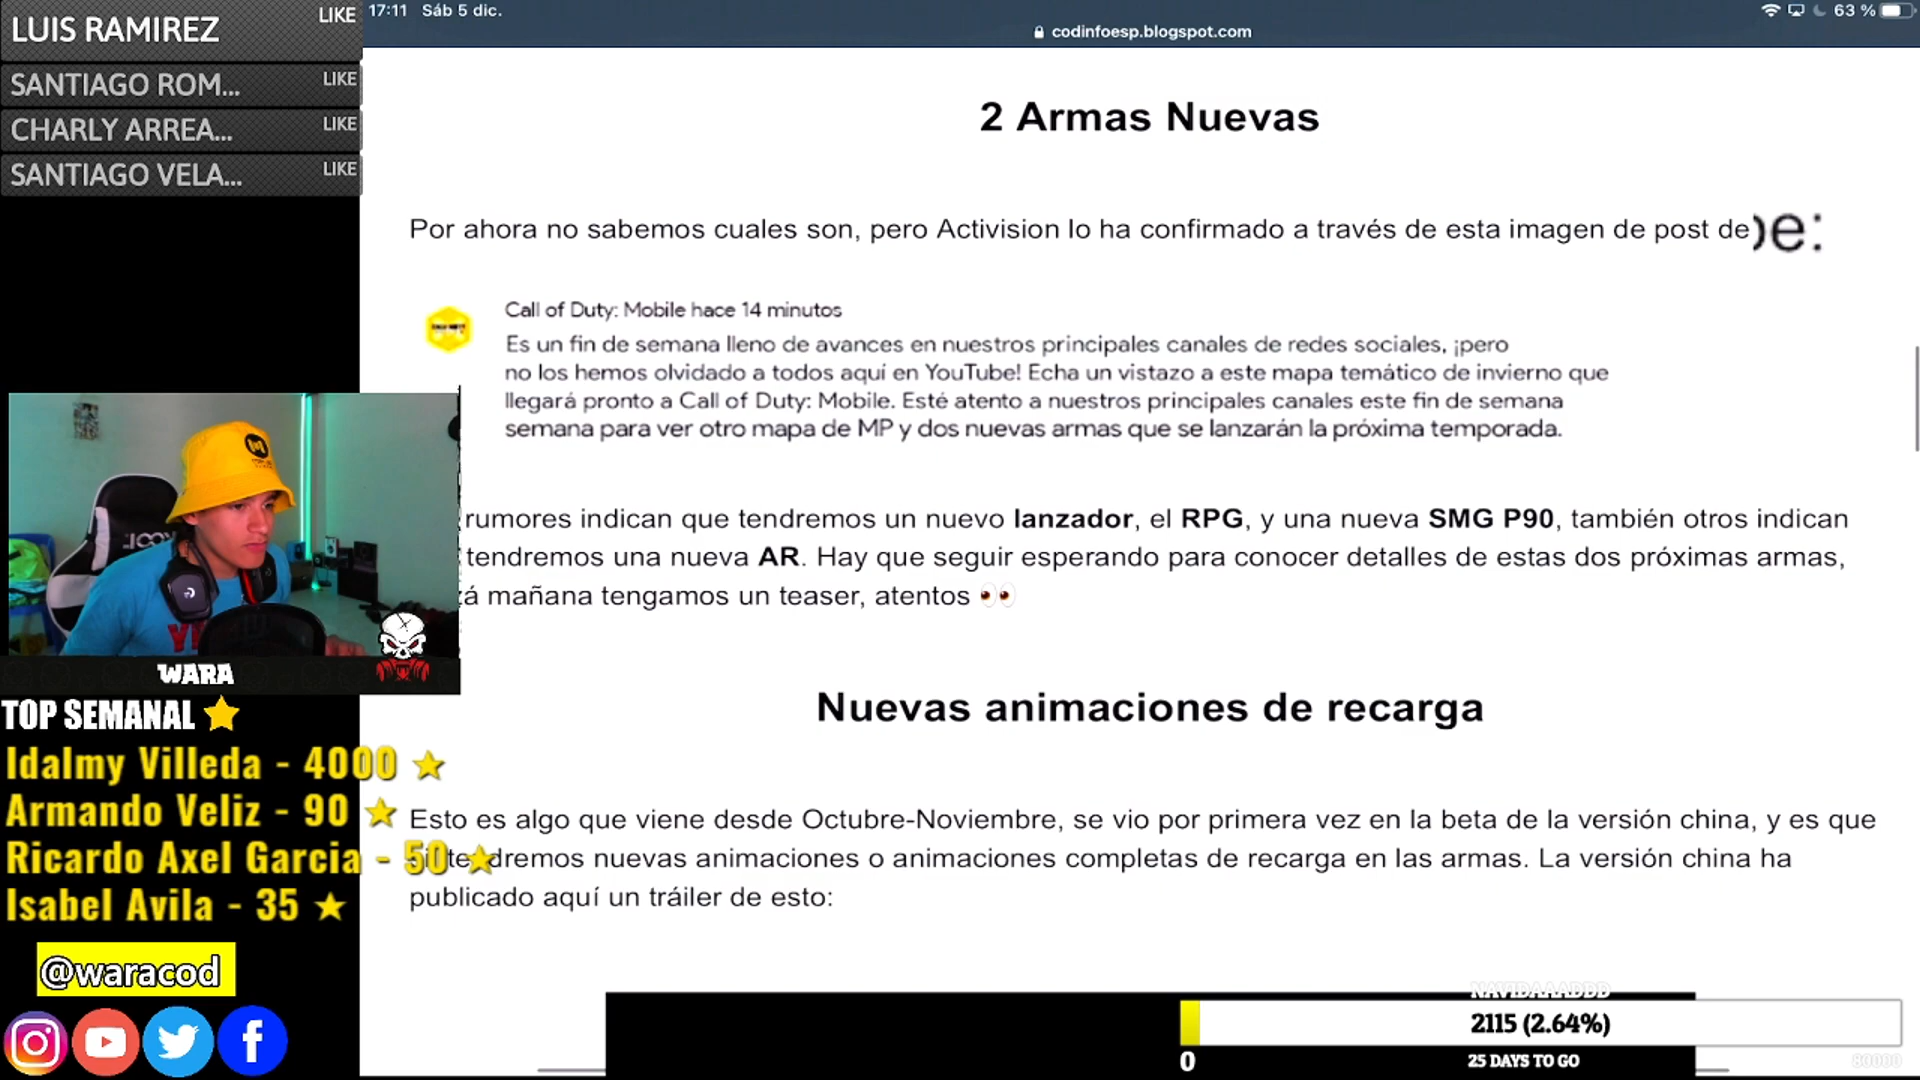 LUIS RAMIREZ LIKE
SANTIAGO ROM... LIKE
CHARLY ARREA... LIKE
SANTIAGO VELA... LIKE
17:11 Sáb 5 dic.
63 %
codinfoesp.blogspot.com
2 Armas Nuevas
Por ahora no sabemos cuales son, pero Activision lo ha confirmado a través de esta imagen de post de
Call of Duty: Mobile hace 14 minutos
Es un fin de semana lleno de avances en nuestros principales canales de redes sociales, ¡pero
no los hemos olvidado a todos aquí en YouTube! Echa un vistazo a este mapa temático de invierno que
llegará pronto a Call of Duty: Mobile. Esté atento a nuestros principales canales este fin de semana
semana para ver otro mapa de MP y dos nuevas armas que se lanzarán la próxima temporada.
rumores indican que tendremos un nuevo lanzador, el RPG, y una nueva SMG P90, también otros indican
tendremos una nueva AR. Hay que seguir esperando para conocer detalles de estas dos próximas armas,
á mañana tengamos un teaser, atentos 👀
Nuevas animaciones de recarga
Esto es algo que viene desde Octubre-Noviembre, se vio por primera vez en la beta de la versión china, y es que
dremos nuevas animaciones o animaciones completas de recarga en las armas. La versión china ha
publicado aquí un tráiler de esto:
WARA
TOP SEMANAL
Idalmy Villeda - 4000
Armando Veliz - 90
Ricardo Axel Garcia - 50
Isabel Avila - 35
@waracod
NAVIDAAADDD
2115 (2.64%)
0
25 DAYS TO GO
80000